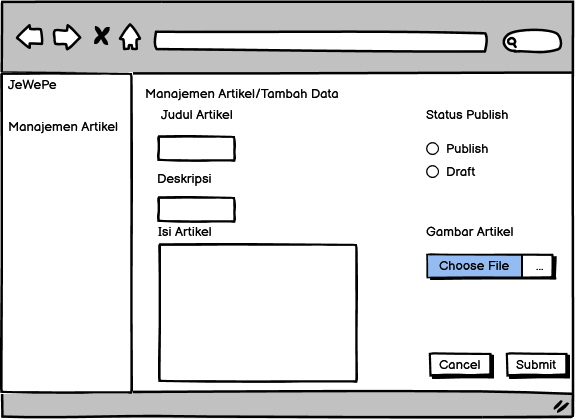 JeWePe
Manajemen Artikel
Manajemen Artikel/Tambah Data
Judul Artikel
Deskripsi
Isi Artikel
Status Publish
Publish
Draft
Gambar Artikel
Choose File ...
Cancel Submit